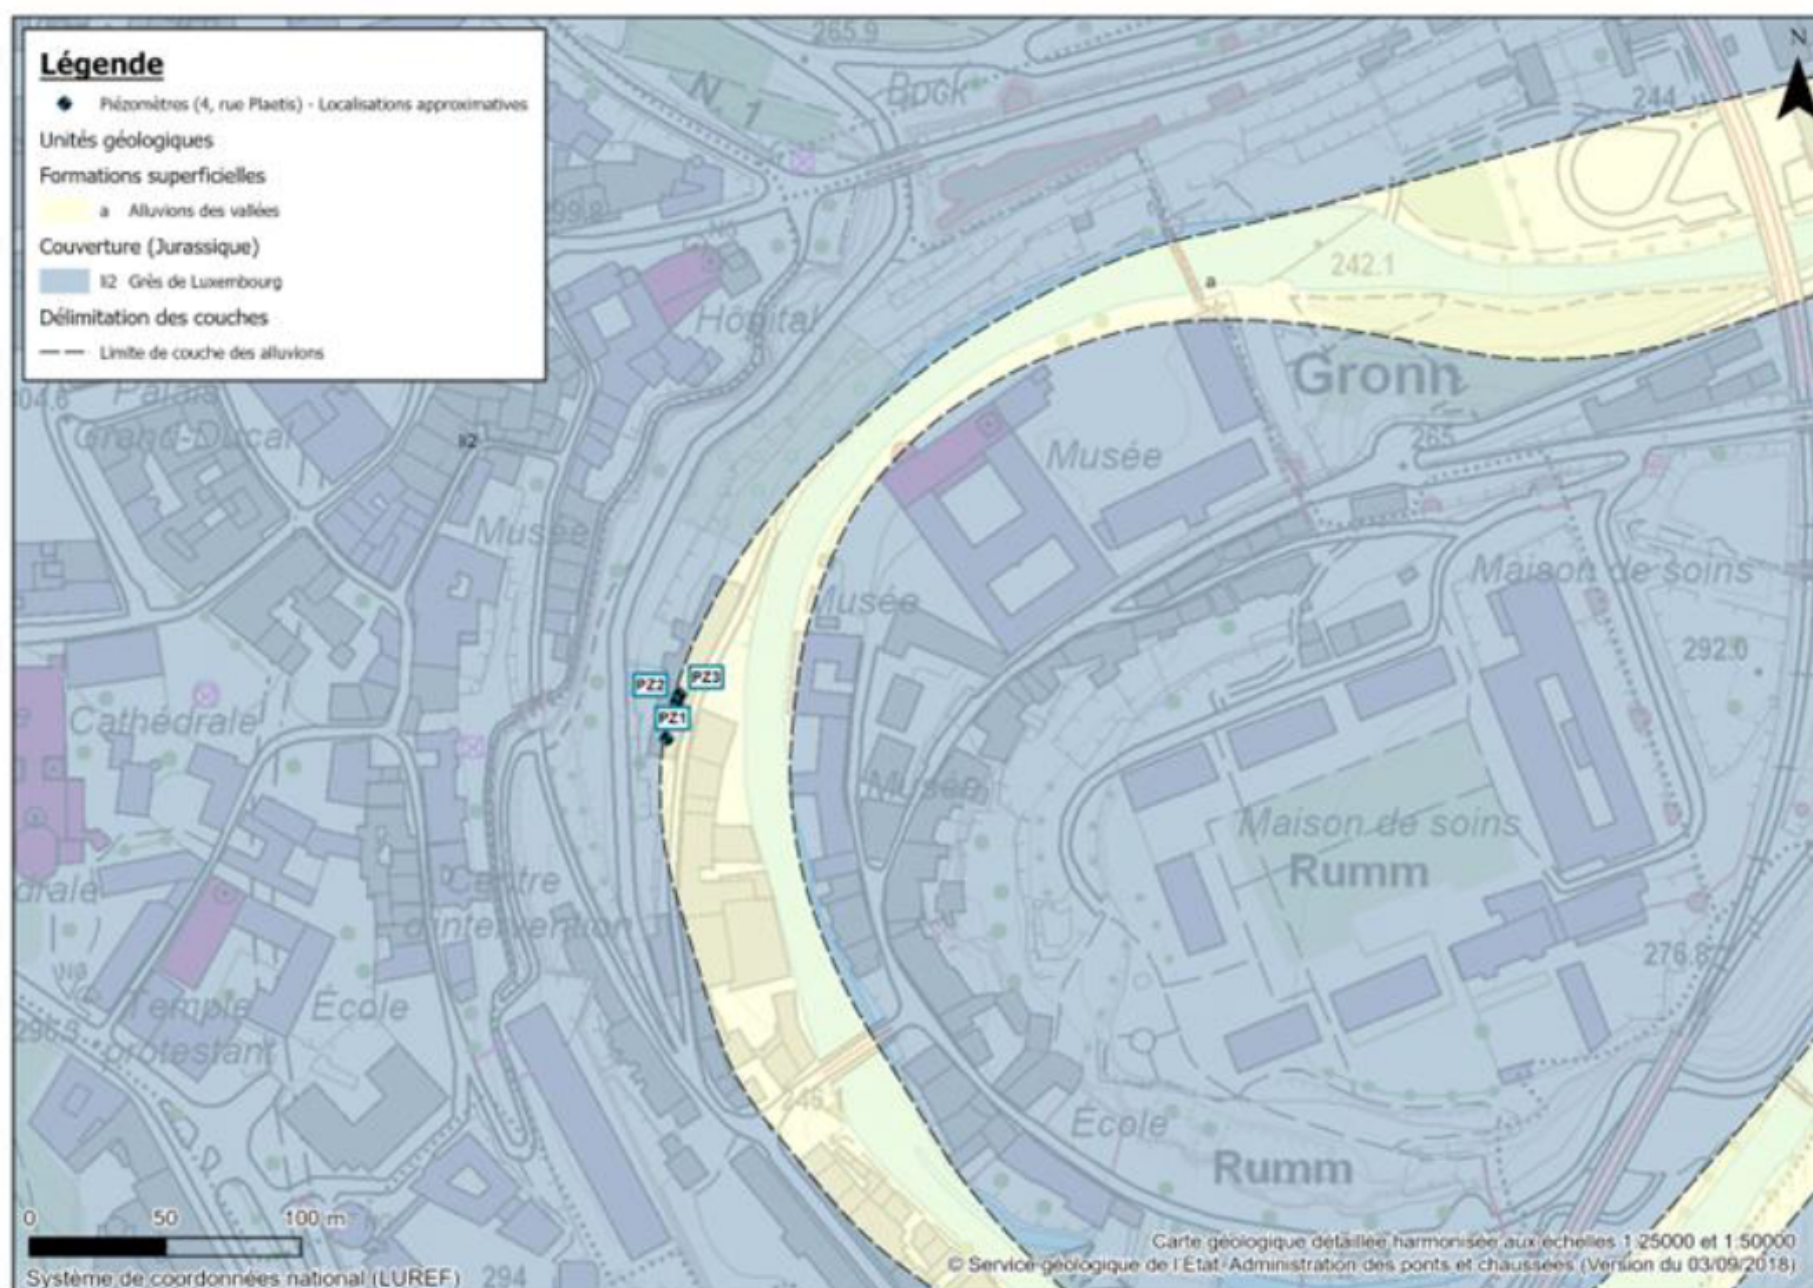 Légende
Piézomètres (4, rue Plaetis) - Localisations approximatives
Unités géologiques
Formations superficielles
a Alluvions des vallées
Couverture (Jurassique)
li2 Grès de Luxembourg
Délimitation des couches
Limite de couche des alluvions
265.9
N
N 1
Bock
244
a
242.1
Hôpital
Gronn
Palais
Grand-Ducal
li2
Musée
265
Musée
Maison de soins
Musée
292.0
PZ2
PZ3
PZ1
Cathédrale
Musée
Maison de soins
Rumm
drale
Centre
d'intervention
276.8
Temple
École
protestant
École
Rumm
0 50 100 m
294
Système de coordonnées national (LUREF)
Carte géologique détaillée harmonisée aux échelles 1:25000 et 1:50000
© Service géologique de l'État-Administration des ponts et chaussées (Version du 03/09/2018)